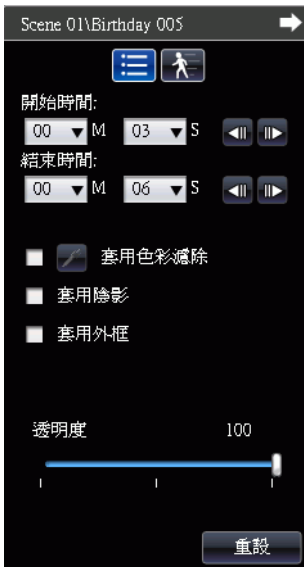 Scene 01\Birthday 005
開始時間:
00 M 03 S
結束時間:
00 M 06 S
套用色彩濾除
套用陰影
套用外框
透明度 100
重設